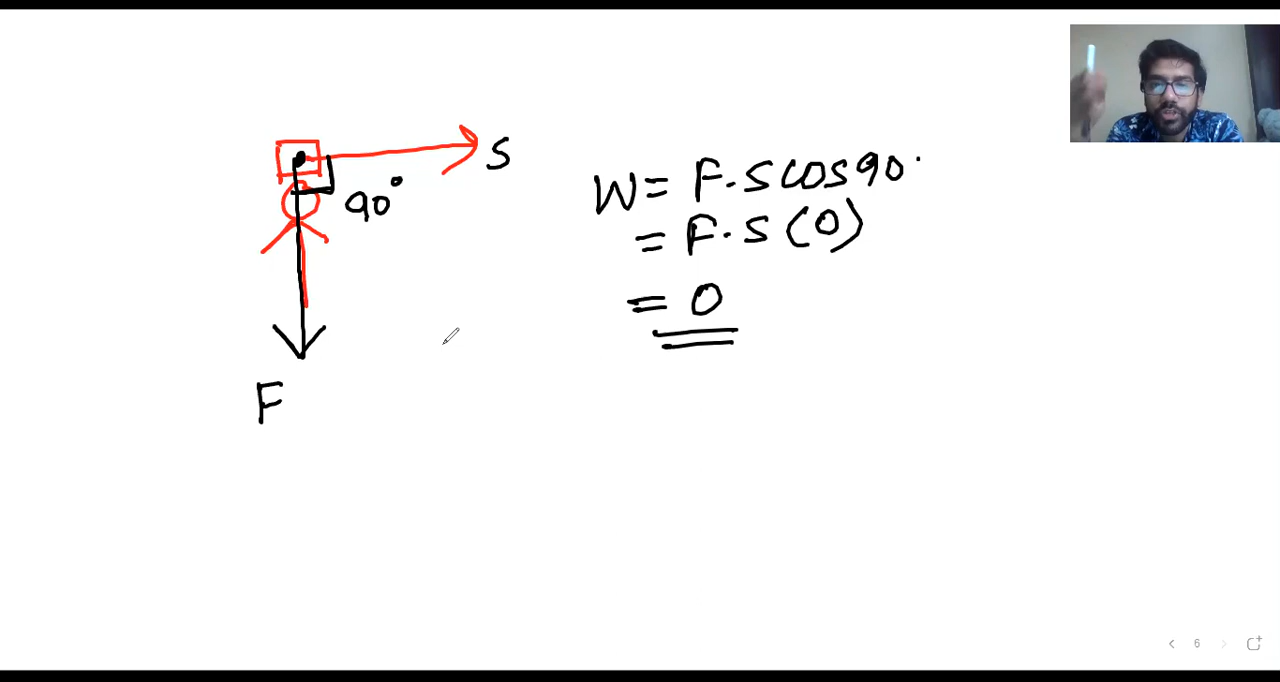 S
90°
F
W = F.S cos 90°
= F.S (0)
= 0
6